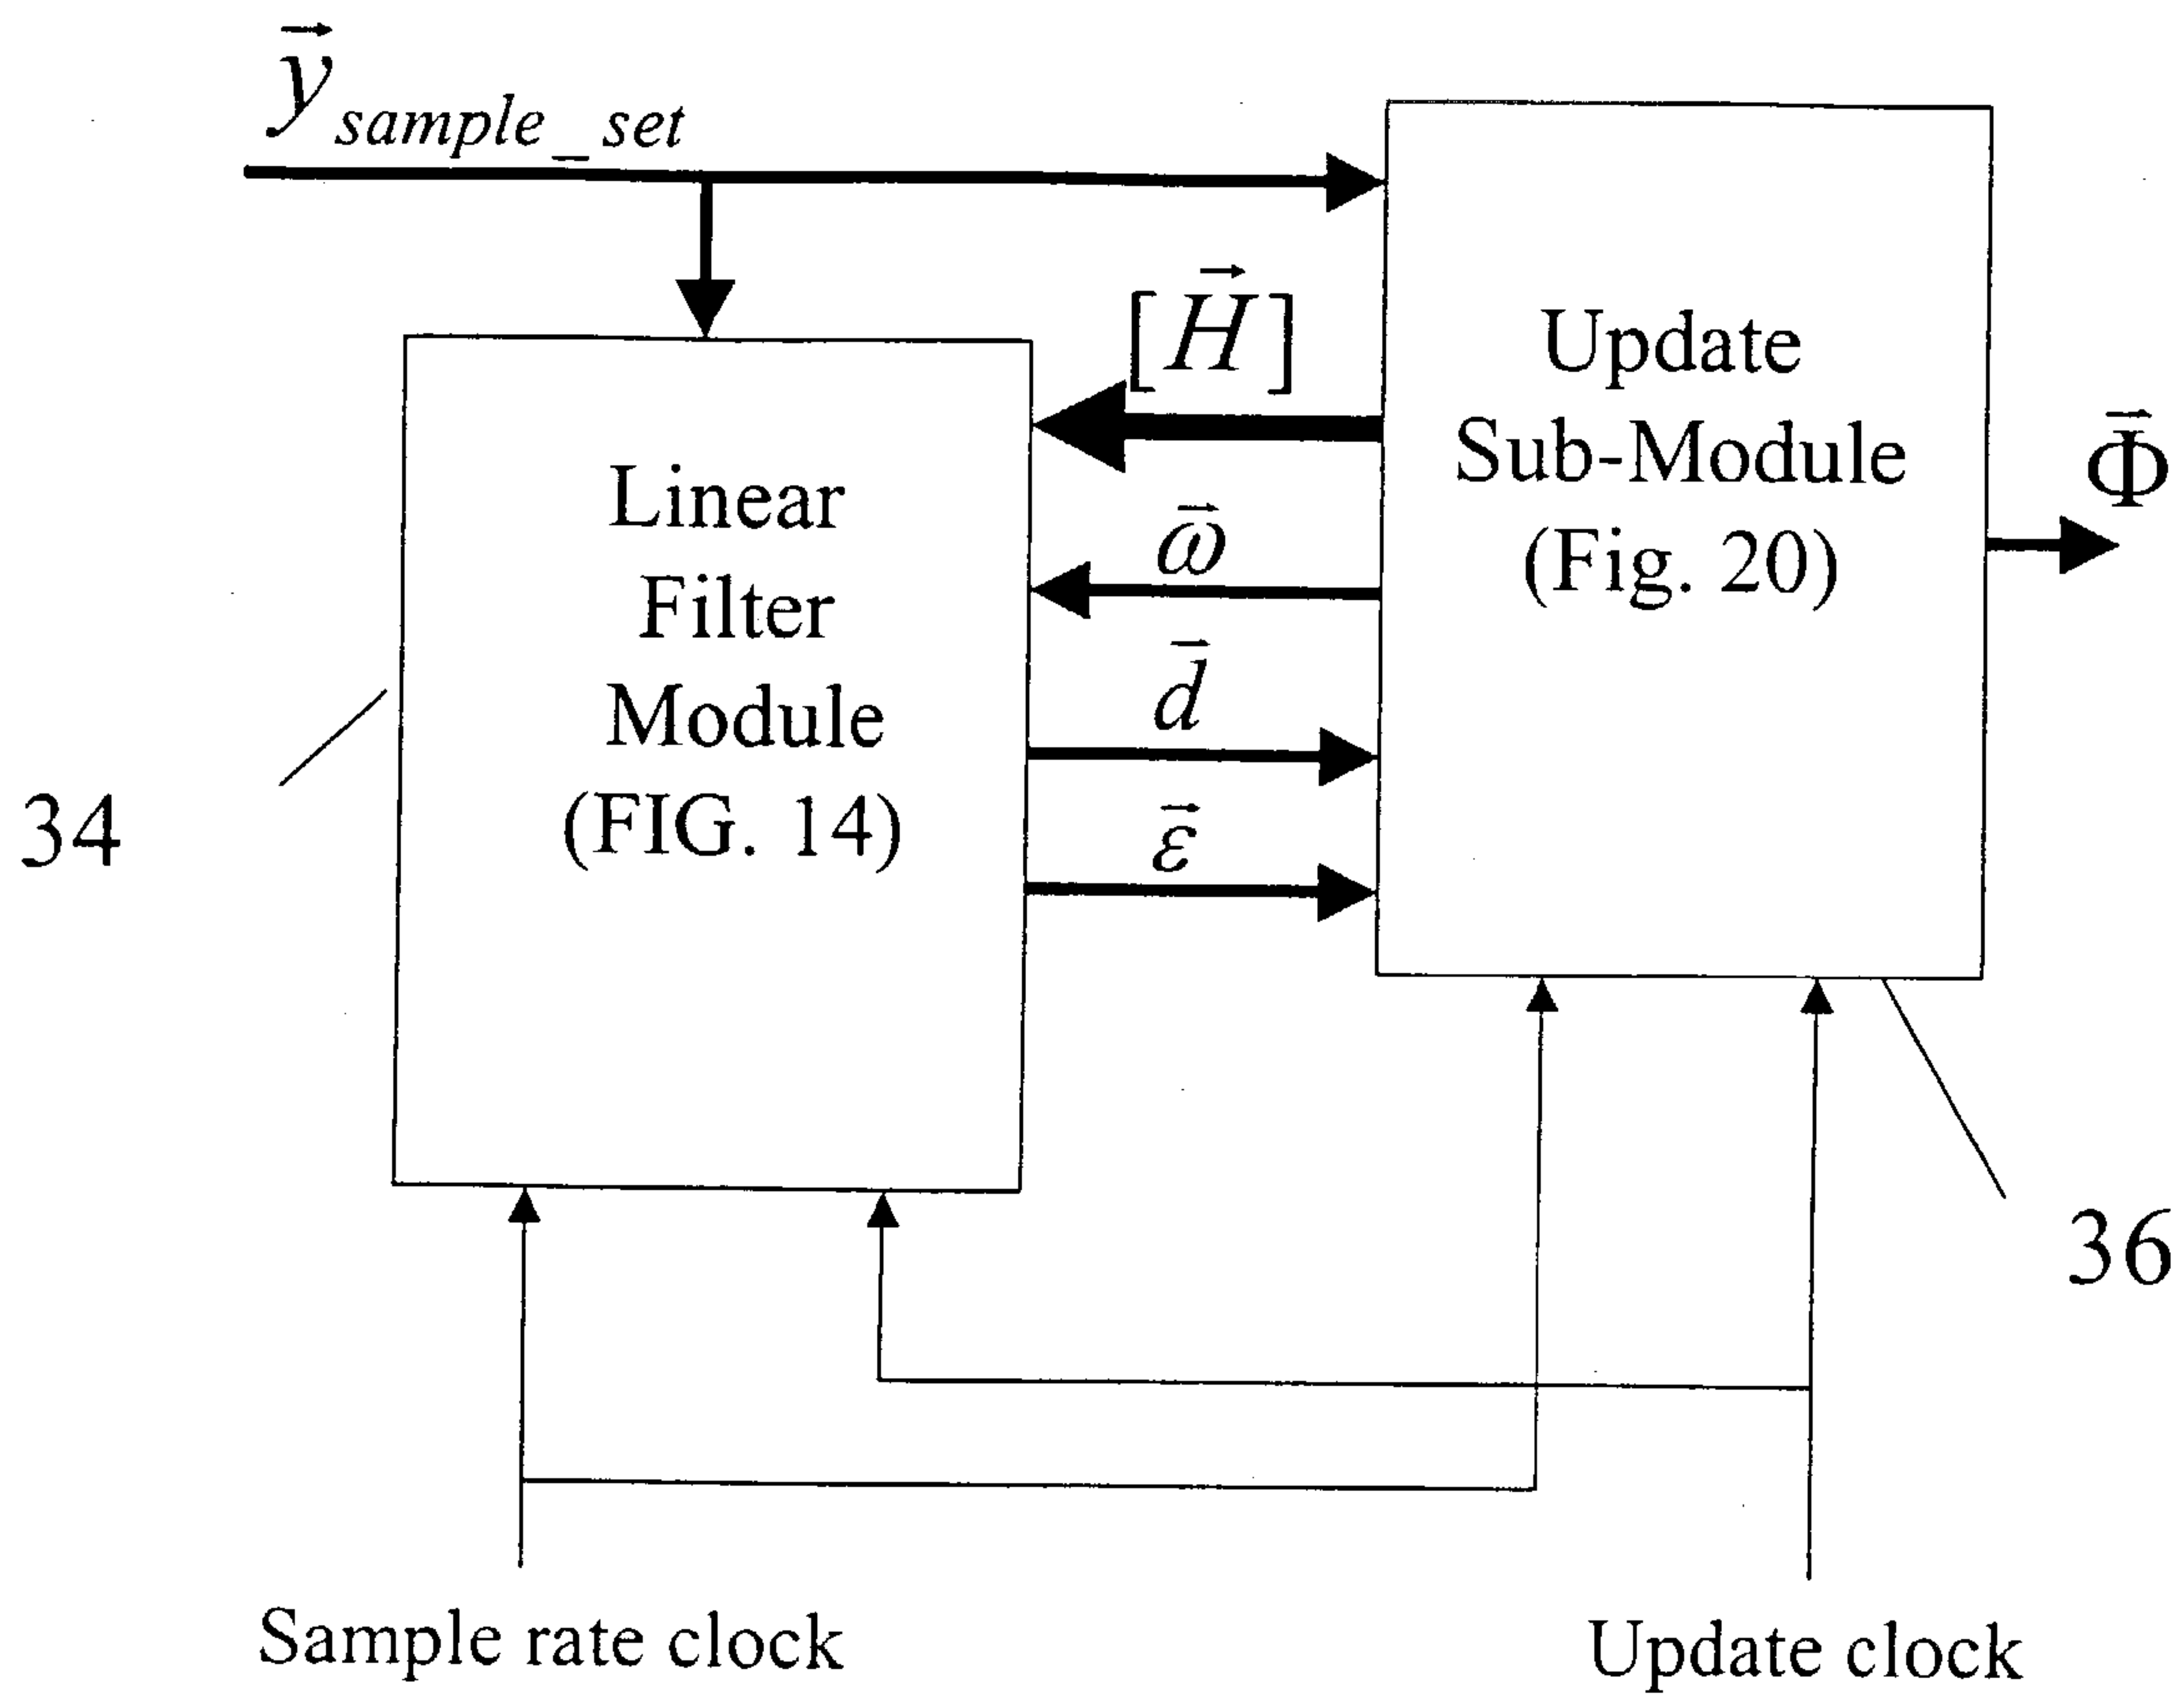 y⃗ sample_set
[H⃗]
Update
Sub-Module
(Fig. 20)
Φ⃗
ω⃗
d⃗
ε⃗
Linear
Filter
Module
(FIG. 14)
34
36
Sample rate clock
Update clock